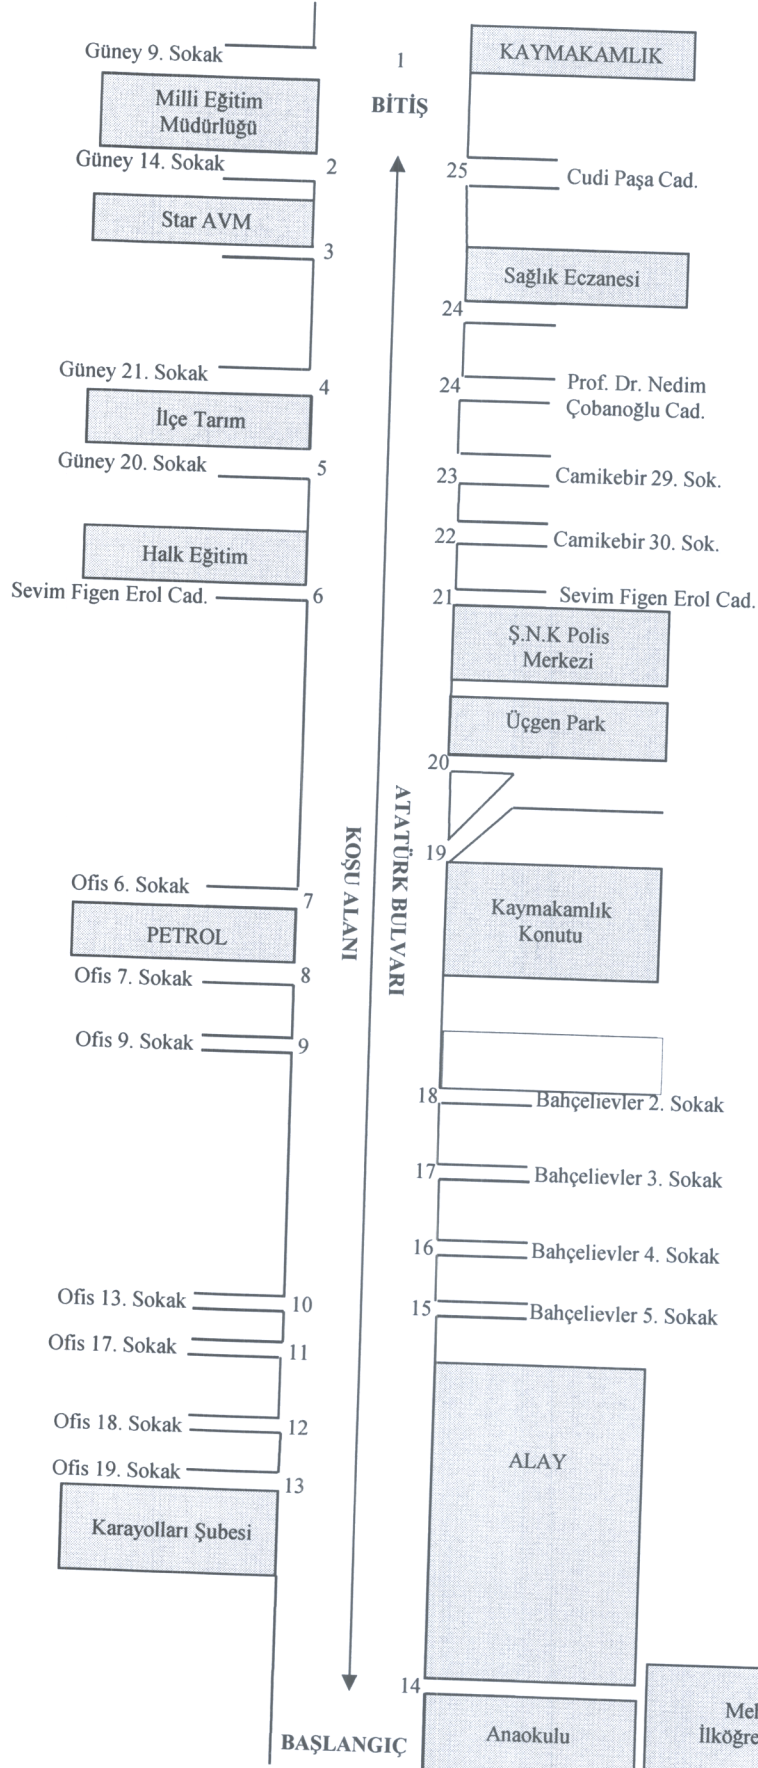 Güney 9. Sokak
1
KAYMAKAMLIK
Milli Eğitim
Müdürlüğü
BİTİŞ
Güney 14. Sokak
2
25
Cudi Paşa Cad.
Star AVM
3
Sağlık Eczanesi
24
Güney 21. Sokak
4
24
Prof. Dr. Nedim
Çobanoğlu Cad.
İlçe Tarım
Güney 20. Sokak
5
23
Camikebir 29. Sok.
22
Camikebir 30. Sok.
Halk Eğitim
Sevim Figen Erol Cad.
6
21
Sevim Figen Erol Cad.
Ş.N.K Polis
Merkezi
Üçgen Park
20
ATATÜRK BULVARI
KOŞU ALANI
19
Ofis 6. Sokak
7
Kaymakamlık
Konutu
PETROL
Ofis 7. Sokak
8
Ofis 9. Sokak
9
18
Bahçelievler 2. Sokak
17
Bahçelievler 3. Sokak
16
Bahçelievler 4. Sokak
Ofis 13. Sokak
10
15
Bahçelievler 5. Sokak
Ofis 17. Sokak
11
Ofis 18. Sokak
12
ALAY
Ofis 19. Sokak
13
Karayolları Şubesi
14
BAŞLANGIÇ
Anaokulu